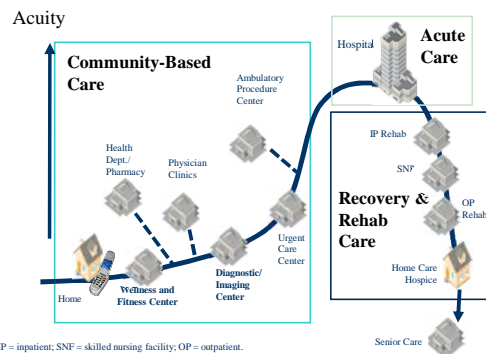 Acuity
Community-Based
Care
Hospital
Acute
Care
Ambulatory
Procedure
Center
Health
Dept./
Pharmacy
Physician
Clinics
IP Rehab
SNF
Recovery &
Rehab
Care
OP
Rehab
Urgent
Care
Center
Diagnostic/
Imaging
Center
Wellness and
Fitness Center
Home
Home Care
Hospice
Senior Care
IP = inpatient; SNF = skilled nursing facility; OP = outpatient.